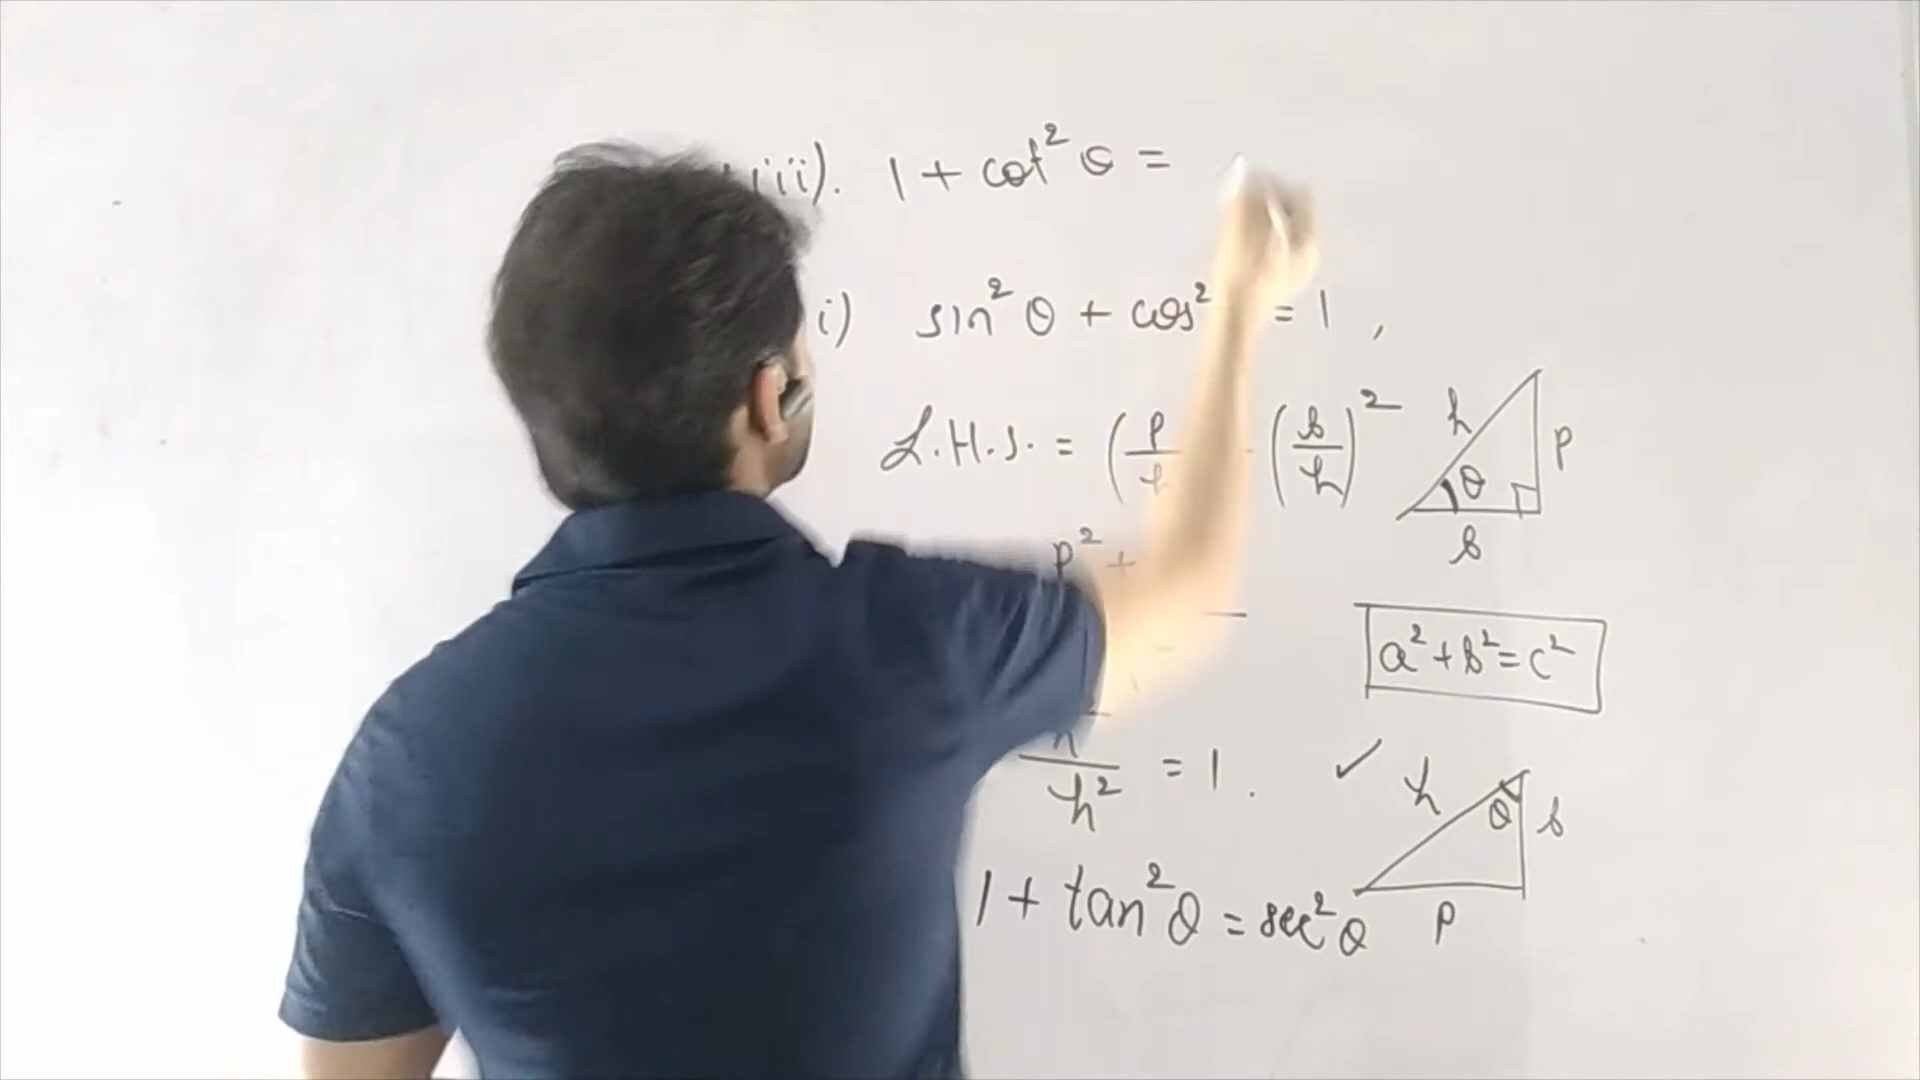 iii). 1 + cot² θ =
i) sin² θ + cos² = 1 ,
L.H.S. = (p (b/h)²
h
p
θ
b
p² +
a² + b² = c²
h² = 1 .
✓
h
θ
b
p
1 + tan² θ = sec² θ